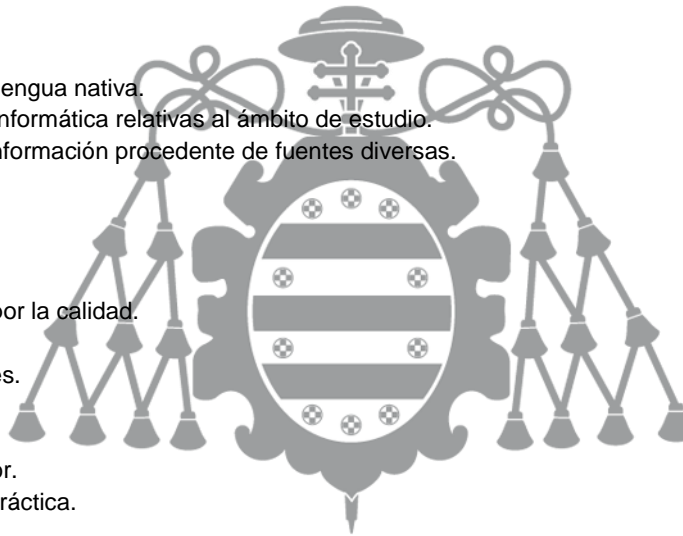 engua nativa.
nformática relativas al ámbito de estudio.
nformación procedente de fuentes diversas.
por la calidad.
es.
or.
ráctica.